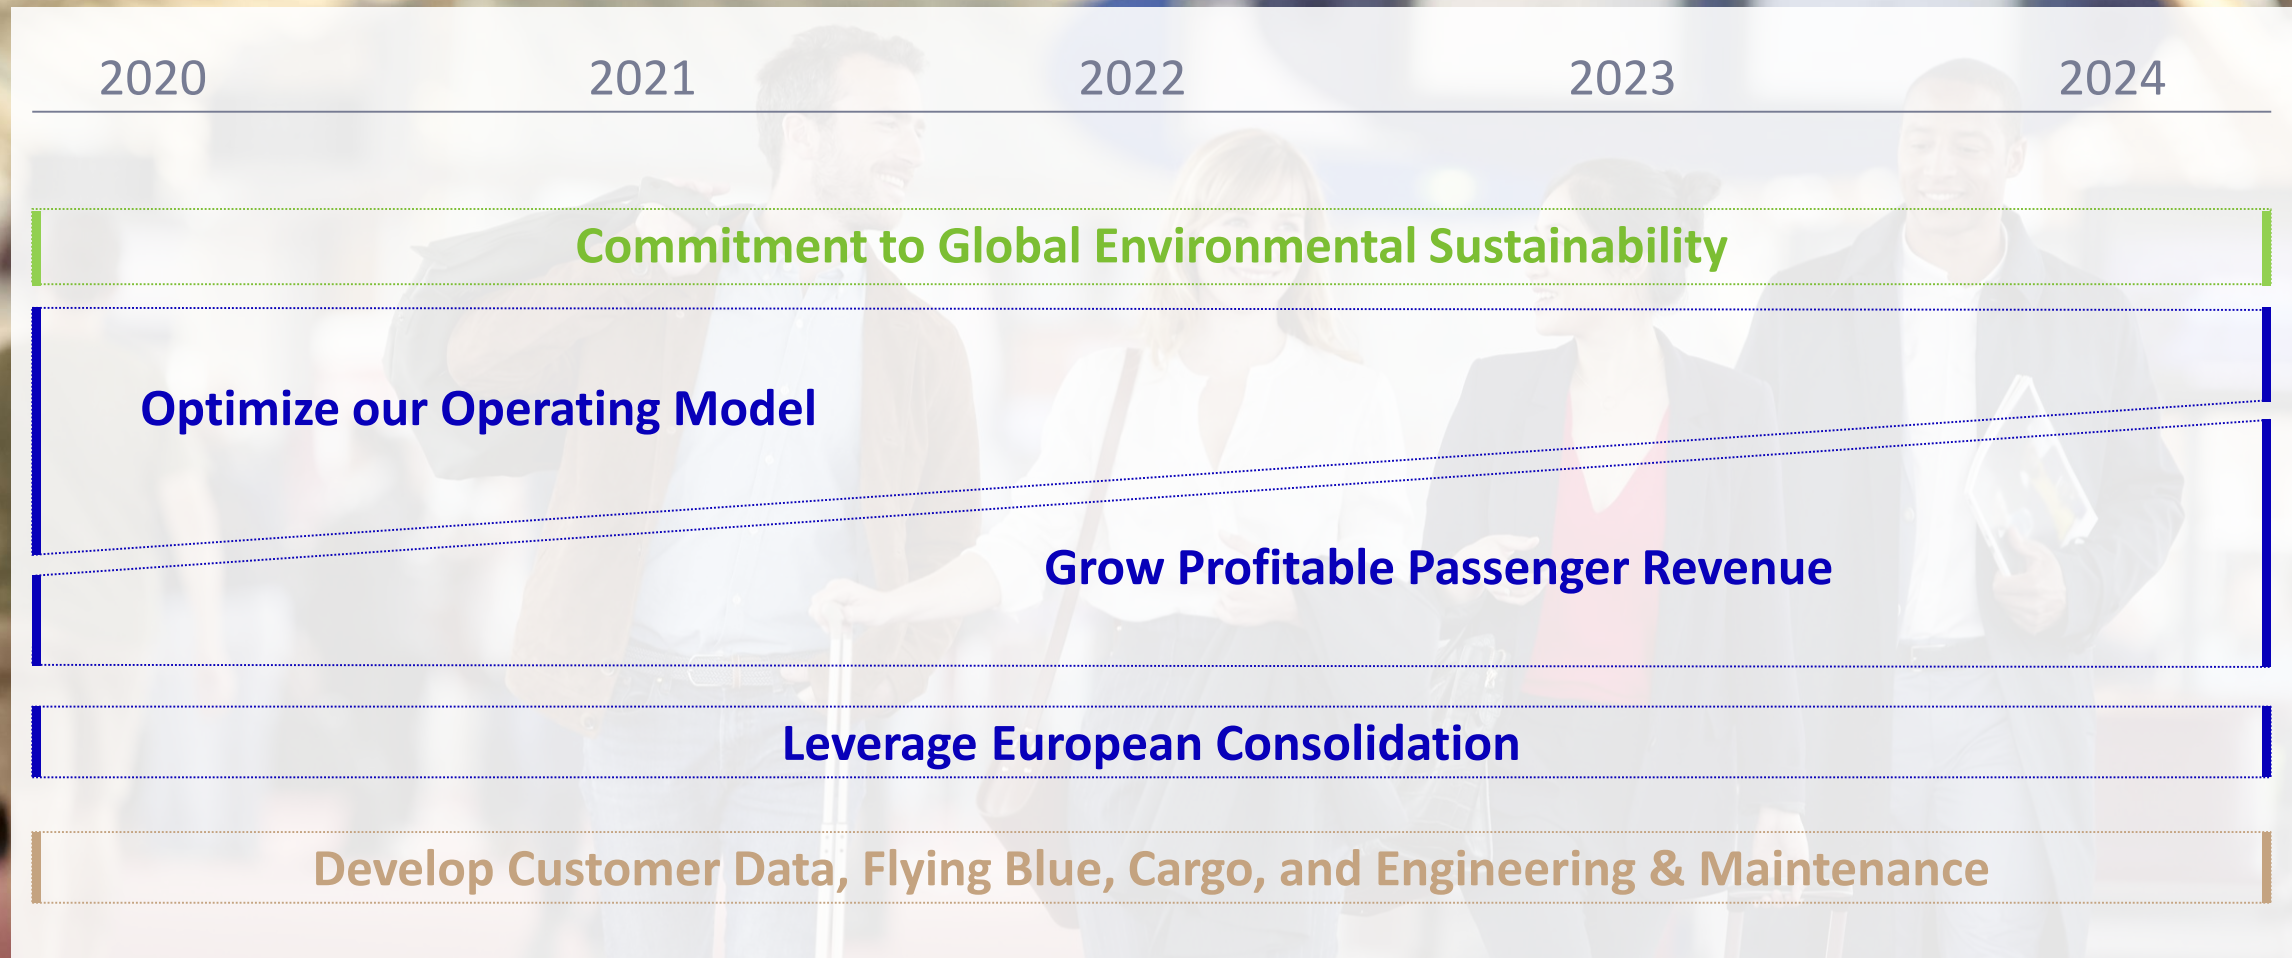 2020 2021 2022 2023 2024
Commitment to Global Environmental Sustainability
Optimize our Operating Model
Grow Profitable Passenger Revenue
Leverage European Consolidation
Develop Customer Data, Flying Blue, Cargo, and Engineering & Maintenance